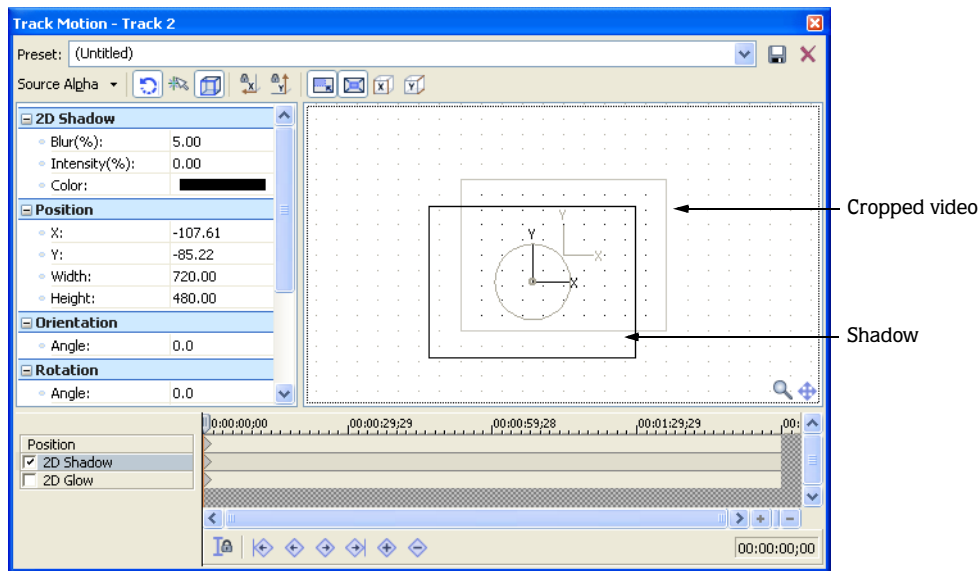 Track Motion - Track 2
Preset: (Untitled)
Source Alpha
2D Shadow
Blur(%): 5.00
Intensity(%): 0.00
Color:
Position
X: -107.61
Y: -85.22
Width: 720.00
Height: 480.00
Orientation
Angle: 0.0
Rotation
Angle: 0.0
Y
X
Y
X
Cropped video
Shadow
0:00:00;00 00:00:29;29 00:00:59;28 00:01:29;29 00:
Position
2D Shadow
2D Glow
00:00:00;00